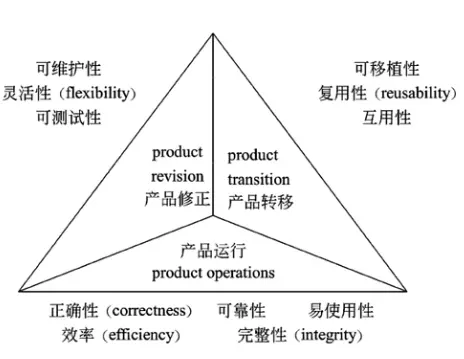 可维护性
灵活性（flexibility）
可测试性
可移植性
复用性（reusability）
互用性
product
revision
产品修正
product
transition
产品转移
产品运行
product operations
正确性（correctness） 可靠性 易使用性
效率（efficiency） 完整性（integrity）